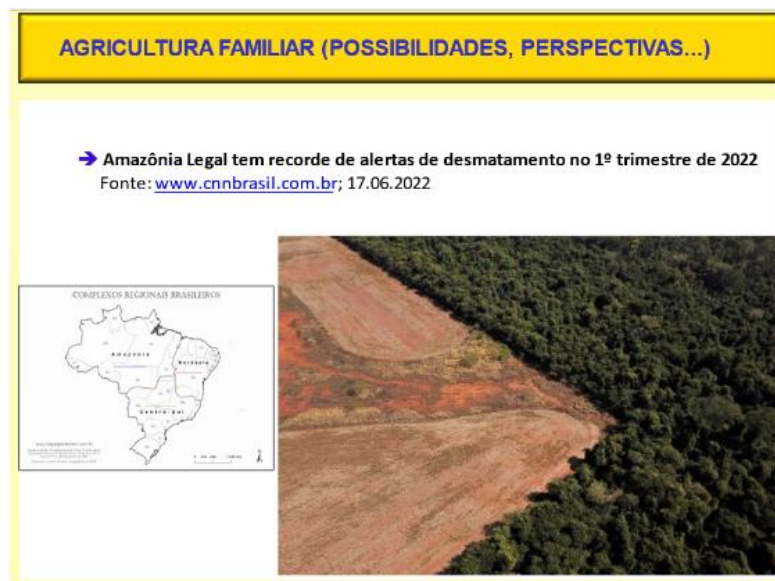 AGRICULTURA FAMILIAR (POSSIBILIDADES, PERSPECTIVAS...)
➔ Amazônia Legal tem recorde de alertas de desmatamento no 1º trimestre de 2022
Fonte: www.cnnbrasil.com.br; 17.06.2022
COMPLEXOS REGIONAIS BRASILEIROS
Amazônia
Nordeste
Centro-Sul